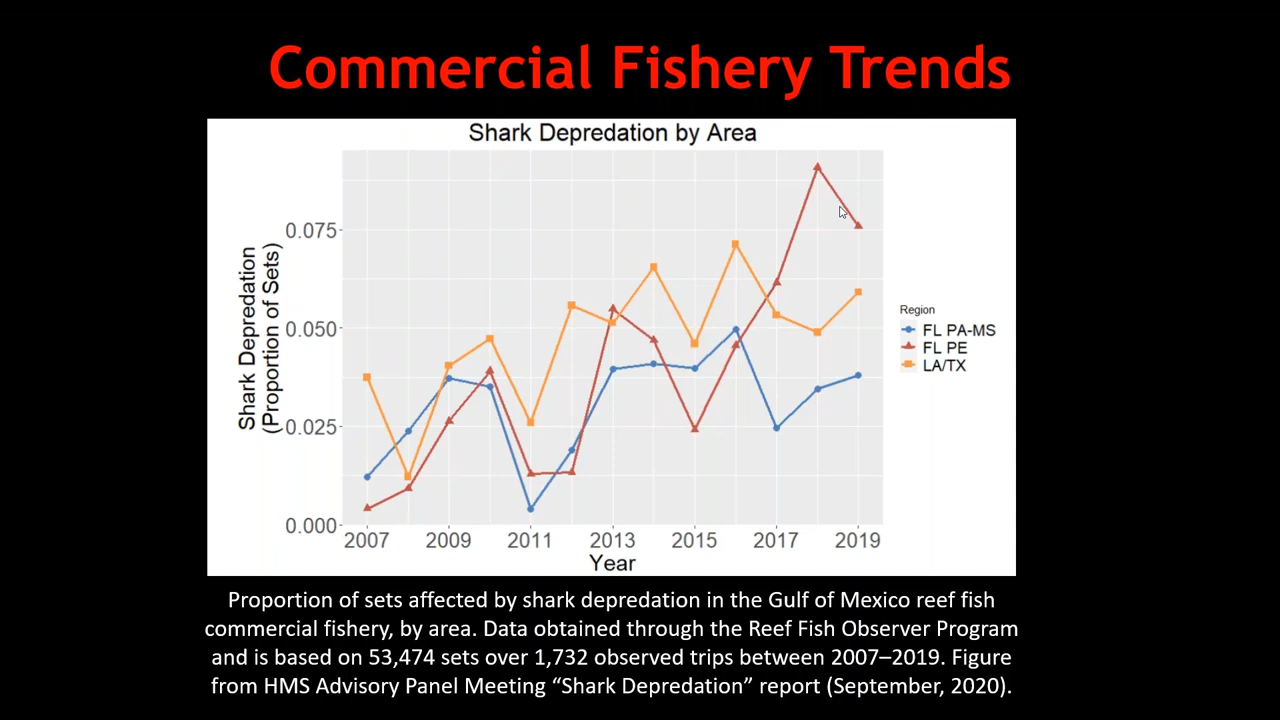 Commercial Fishery Trends
Shark Depredation by Area
Shark Depredation
(Proportion of Sets)
0.075
0.050
0.025
0.000
2007 2009 2011 2013 2015 2017 2019
Year
Region
FL PA-MS
FL PE
LA/TX
Proportion of sets affected by shark depredation in the Gulf of Mexico reef fish
commercial fishery, by area. Data obtained through the Reef Fish Observer Program
and is based on 53,474 sets over 1,732 observed trips between 2007–2019. Figure
from HMS Advisory Panel Meeting “Shark Depredation” report (September, 2020).